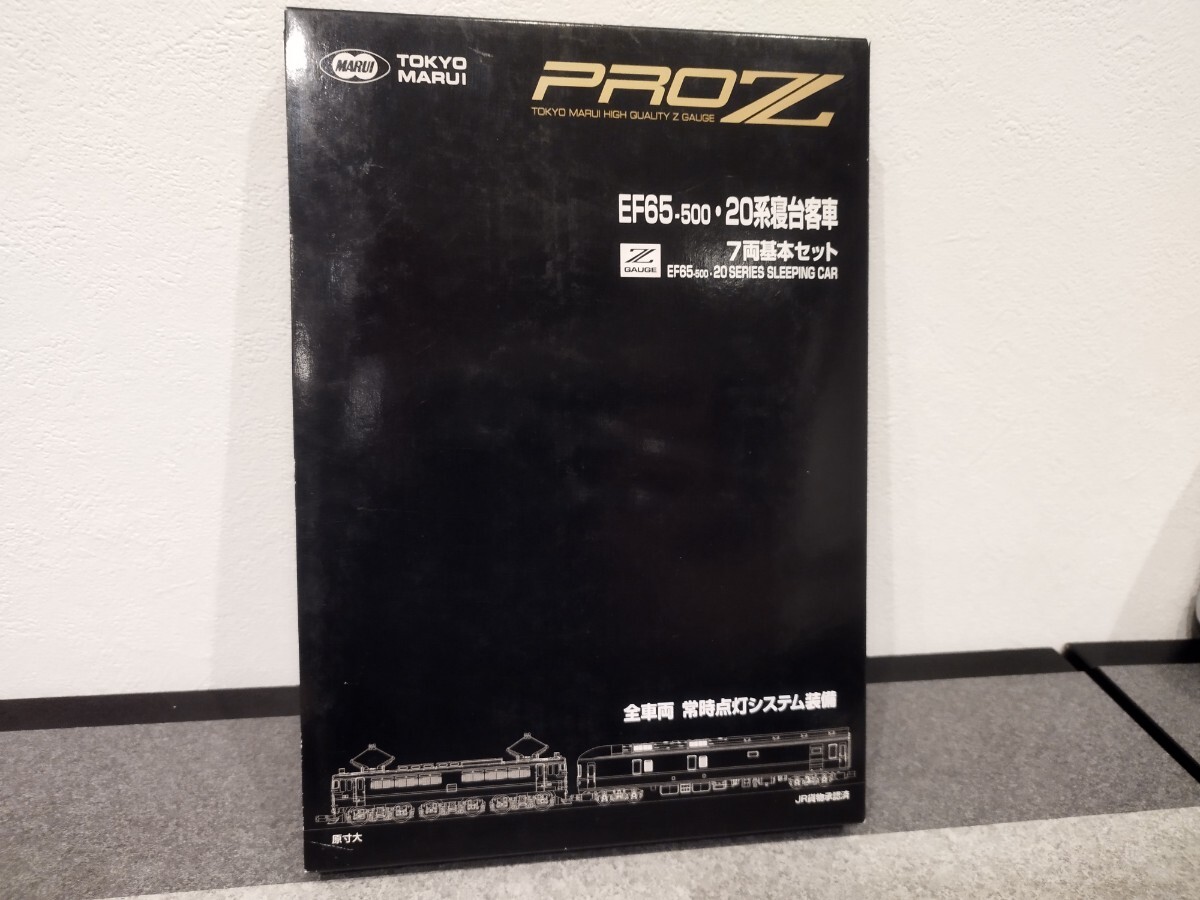 MARUI
TOKYO
MARUI
PROZ
TOKYO MARUI HIGH QUALITY Z GAUGE
EF65-500・20系寝台客車
7両基本セット
Z
GAUGE
EF65-500・20 SERIES SLEEPING CAR
全車両 常時点灯システム装備
JR貨物承認済
原寸大